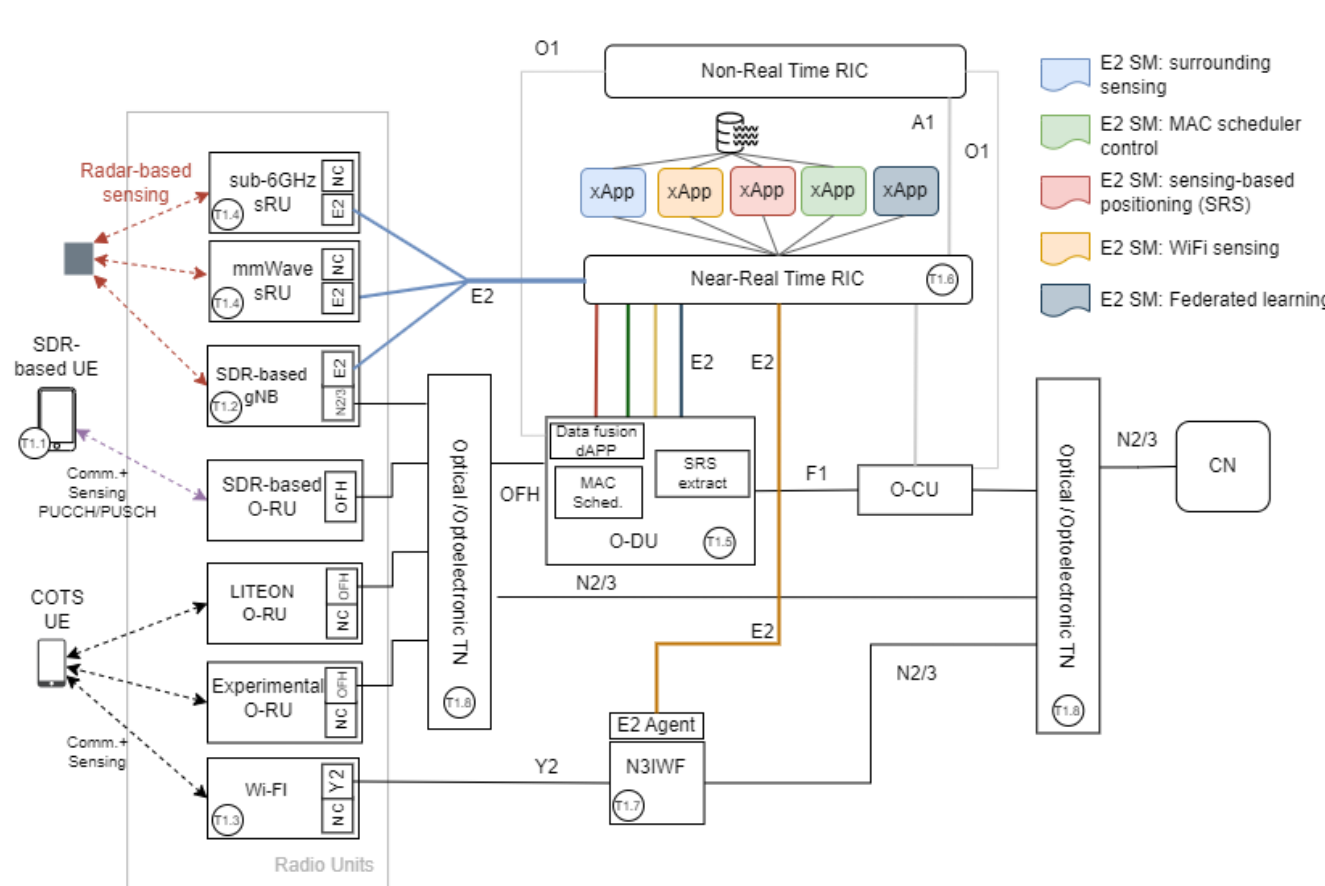 O1
Non-Real Time RIC
A1
O1
E2 SM: surrounding
sensing
E2 SM: MAC scheduler
control
E2 SM: sensing-based
positioning (SRS)
E2 SM: WiFi sensing
E2 SM: Federated learning
xApp
xApp
xApp
xApp
xApp
Near-Real Time RIC
T1.6
Radar-based
sensing
sub-6GHz
sRU
T1.4
NC
E2
mmWave
sRU
T1.4
NC
E2
E2
SDR-based
gNB
T1.2
E2
N2/3
SDR-
based UE
T1.1
Comm.+
Sensing
PUCCH/PUSCH
SDR-based
O-RU
OFH
LITEON
O-RU
OFH
NC
COTS
UE
Experimental
O-RU
OFH
NC
Comm.+
Sensing
Wi-FI
T1.3
Y2
NC
Radio Units
Optical /Optoelectronic TN
T1.8
OFH
E2
E2
Data fusion
dAPP
MAC
Sched.
SRS
extract
O-DU
T1.5
F1
O-CU
N2/3
E2
N2/3
E2 Agent
N3IWF
T1.7
Y2
Optical /Optoelectronic TN
T1.8
N2/3
CN